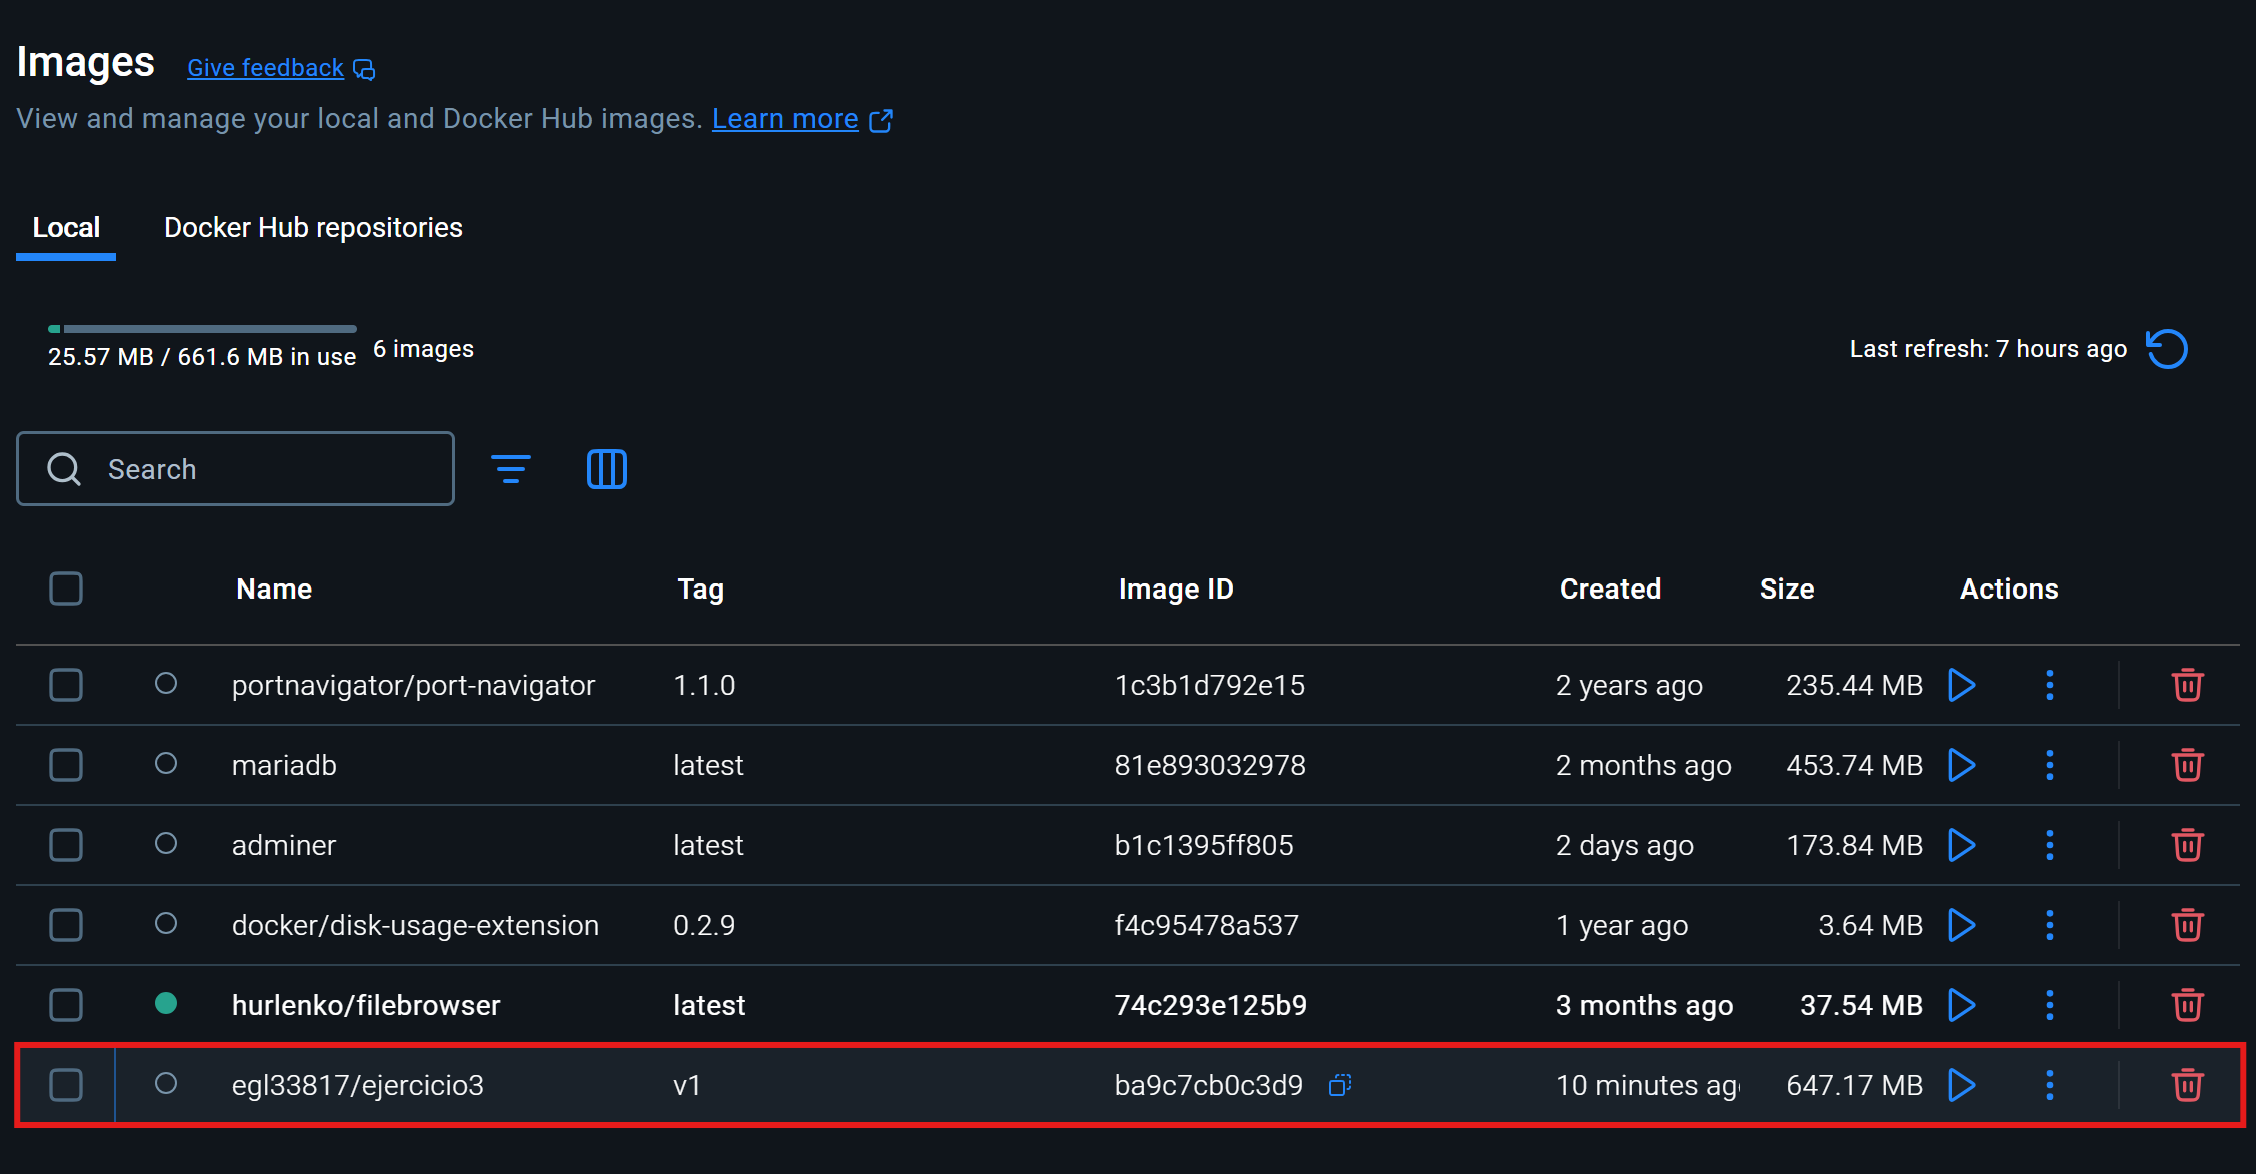 Images Give feedback
View and manage your local and Docker Hub images. Learn more
Local Docker Hub repositories
25.57 MB / 661.6 MB in use 6 images Last refresh: 7 hours ago
Search
Name Tag Image ID Created Size Actions
portnavigator/port-navigator 1.1.0 1c3b1d792e15 2 years ago 235.44 MB
mariadb latest 81e893032978 2 months ago 453.74 MB
adminer latest b1c1395ff805 2 days ago 173.84 MB
docker/disk-usage-extension 0.2.9 f4c95478a537 1 year ago 3.64 MB
hurlenko/filebrowser latest 74c293e125b9 3 months ago 37.54 MB
egl33817/ejercicio3 v1 ba9c7cb0c3d9 10 minutes ag 647.17 MB